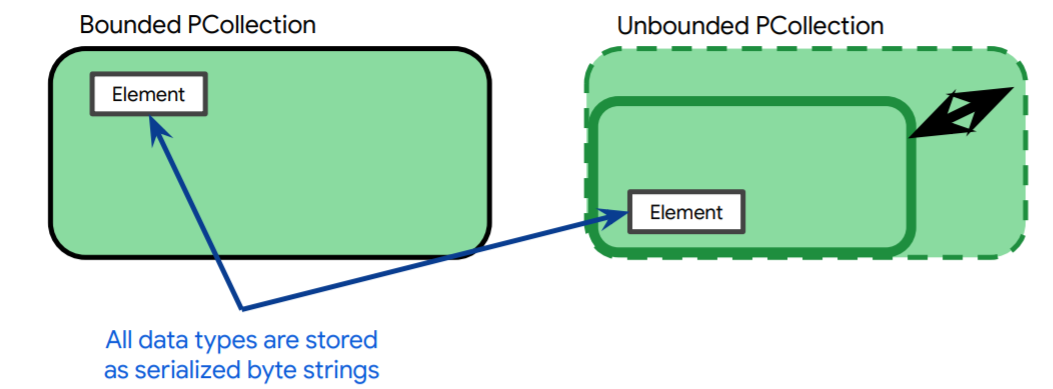 Bounded PCollection
Unbounded PCollection
Element
Element
All data types are stored
as serialized byte strings